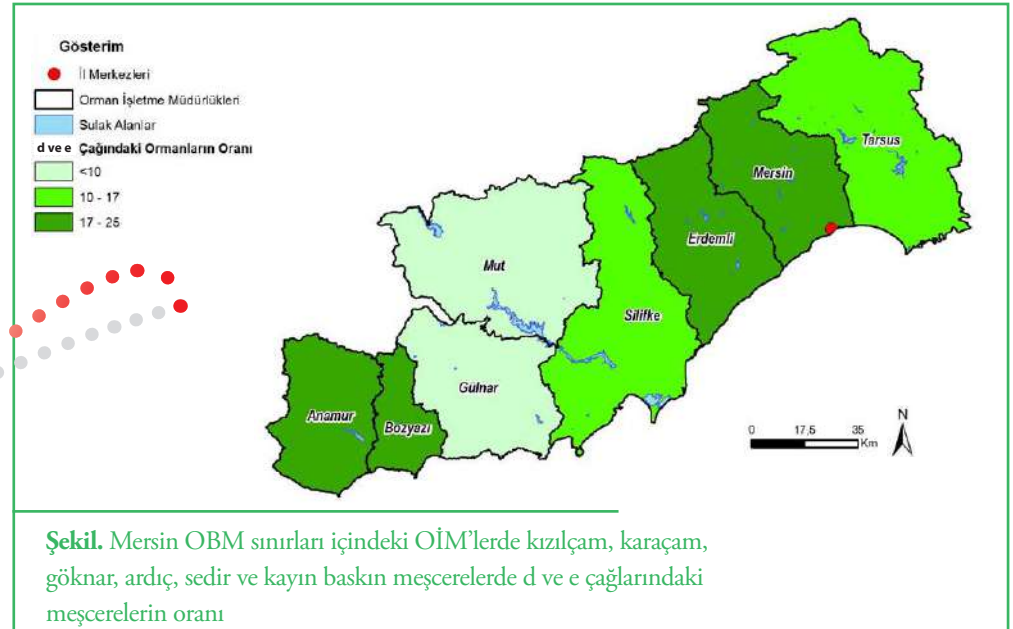 Gösterim
İl Merkezleri
Orman İşletme Müdürlükleri
Sulak Alanlar
d ve e Çağındaki Ormanların Oranı
<10
10 - 17
17 - 25
Tarsus
Mersin
Erdemli
Mut
Silifke
Gülnar
Anamur
Bozyazı
N
0 17,5 35
Km
Şekil. Mersin OBM sınırları içindeki OİM’lerde kızılçam, karaçam,
göknar, ardıç, sedir ve kayın baskın meşcerelerde d ve e çağlarındaki
meşcerelerin oranı